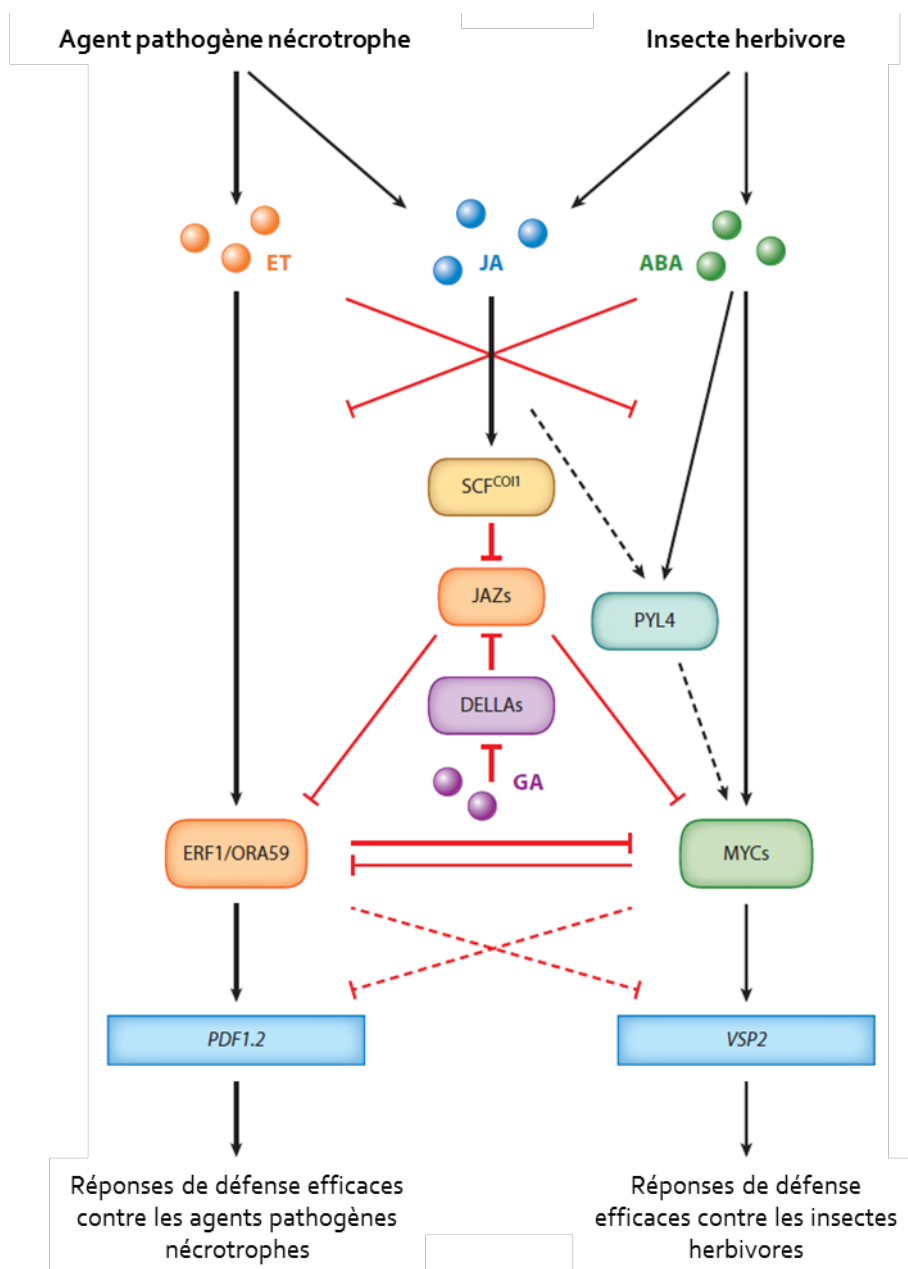 Agent pathogène nécrotrophe
Insecte herbivore
ET
JA
ABA
SCFCOI1
JAZs
PYL4
DELLAs
GA
ERF1/ORA59
MYCs
PDF1.2
VSP2
Réponses de défense efficaces
contre les agents pathogènes
nécrotrophes
Réponses de défense
efficaces contre les insectes
herbivores